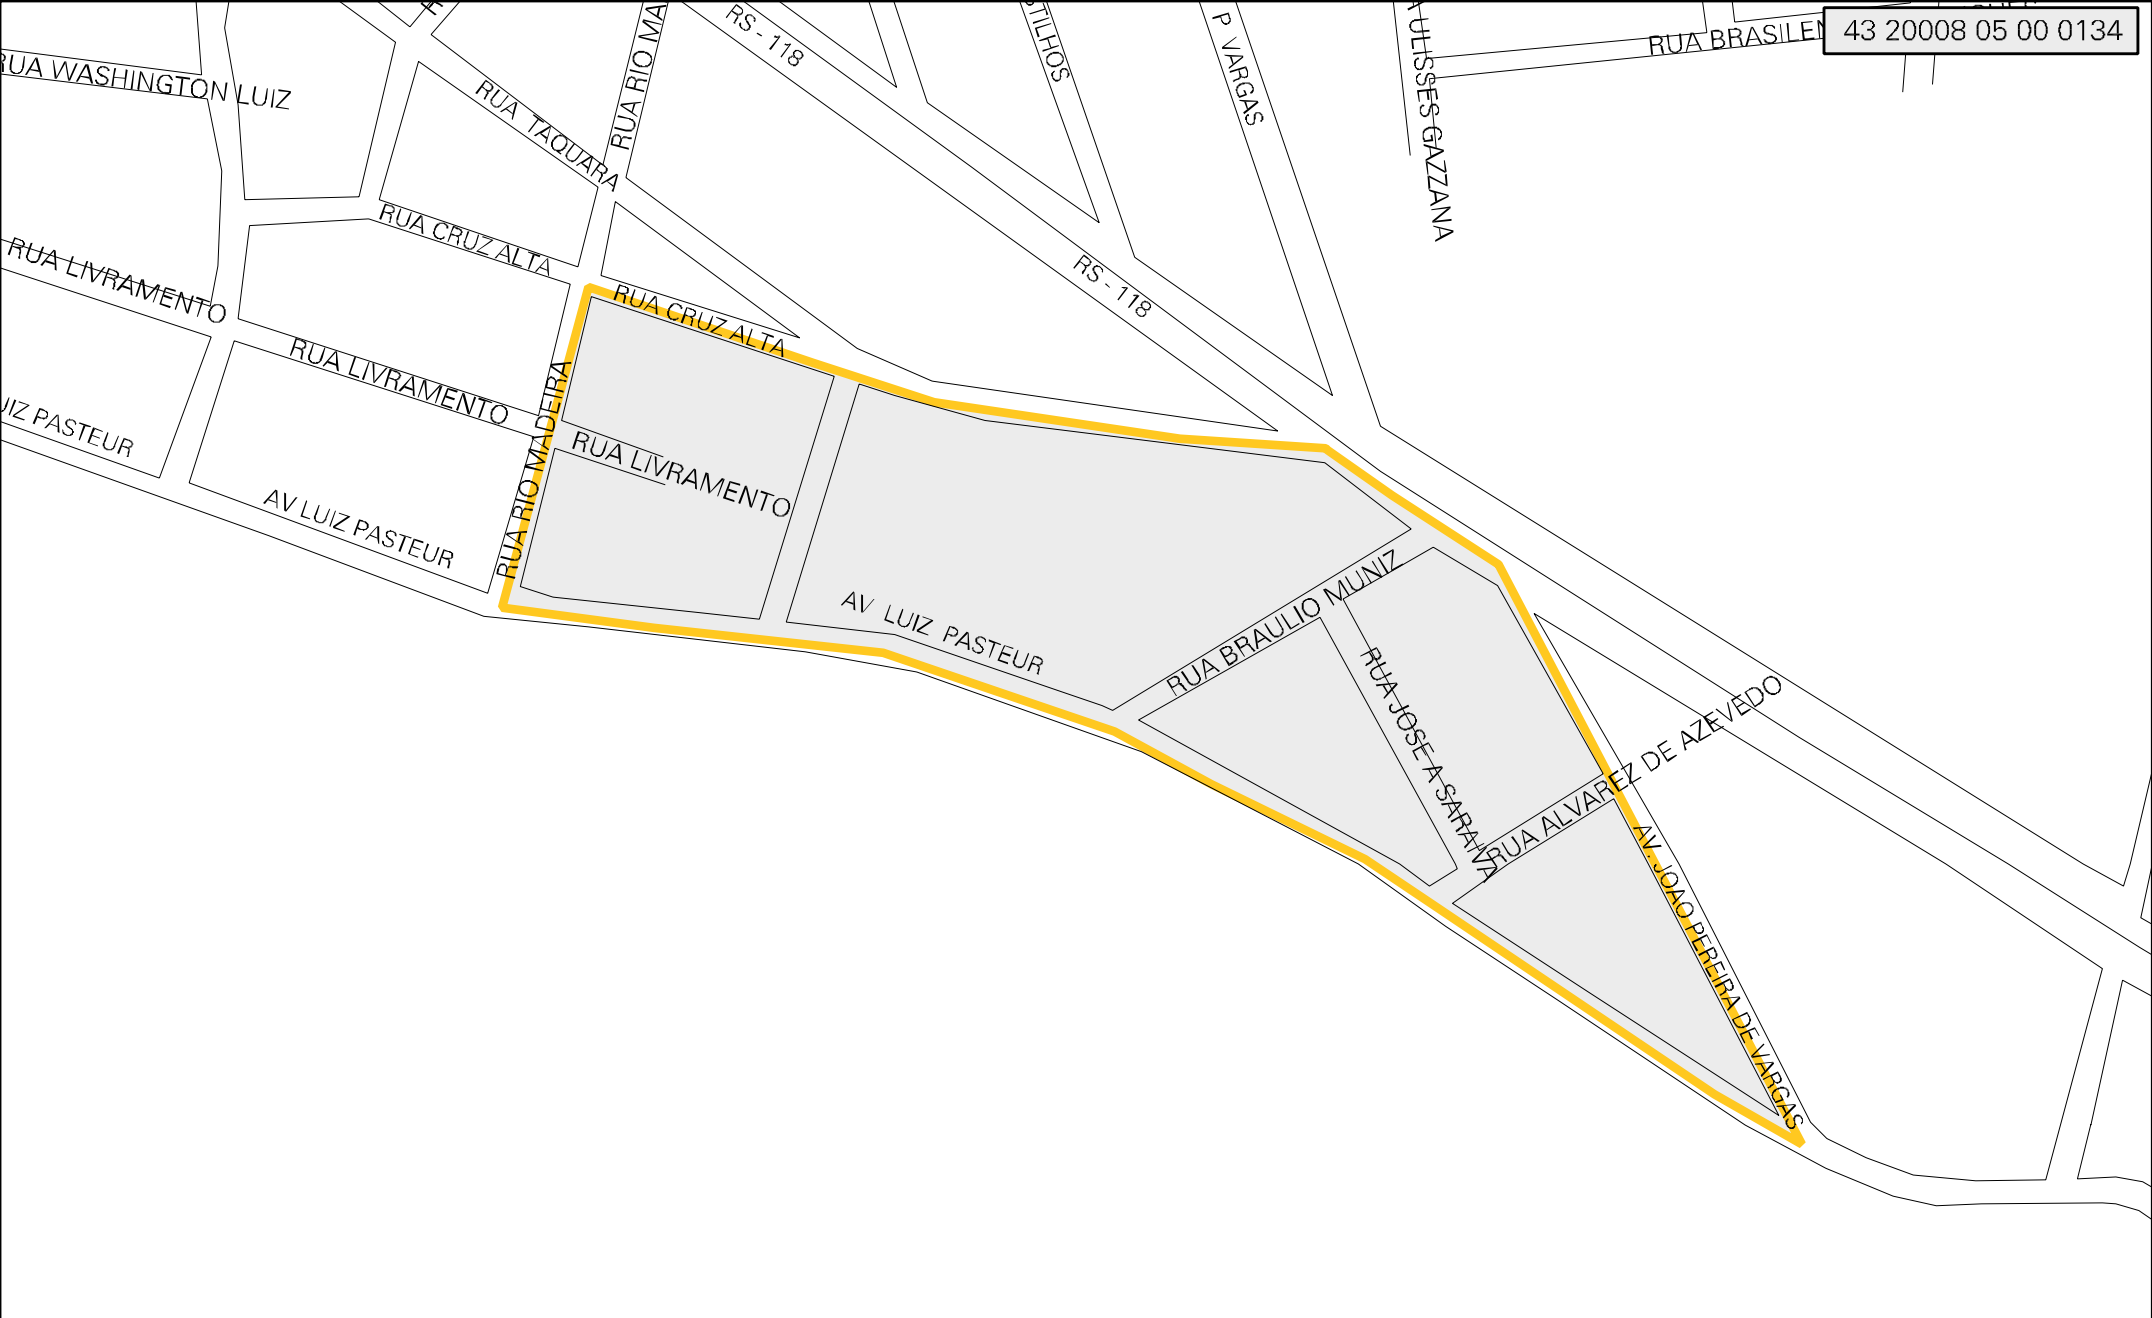 43 20008 05 00 0134
RS - 118
P VARGAS
RUA WASHINGTON LUIZ
RUA TAQUARA
RUA CRUZ ALTA
RUA LIVRAMENTO
RUA CRUZ ALTA
RS - 118
RUA LIVRAMENTO
RUA RIO MADEIRA
PASTEUR
RUA LIVRAMENTO
AV LUIZ PASTEUR
AV LUIZ PASTEUR
RUA BRAULIO MUNIZ
RUA JOSE A SARAIVA
RUA ALVAREZ DE AZEVEDO
AV. JOAO PEREIRA DE VARGAS
RUA RIO
ULISSES GAZZANA
RUA